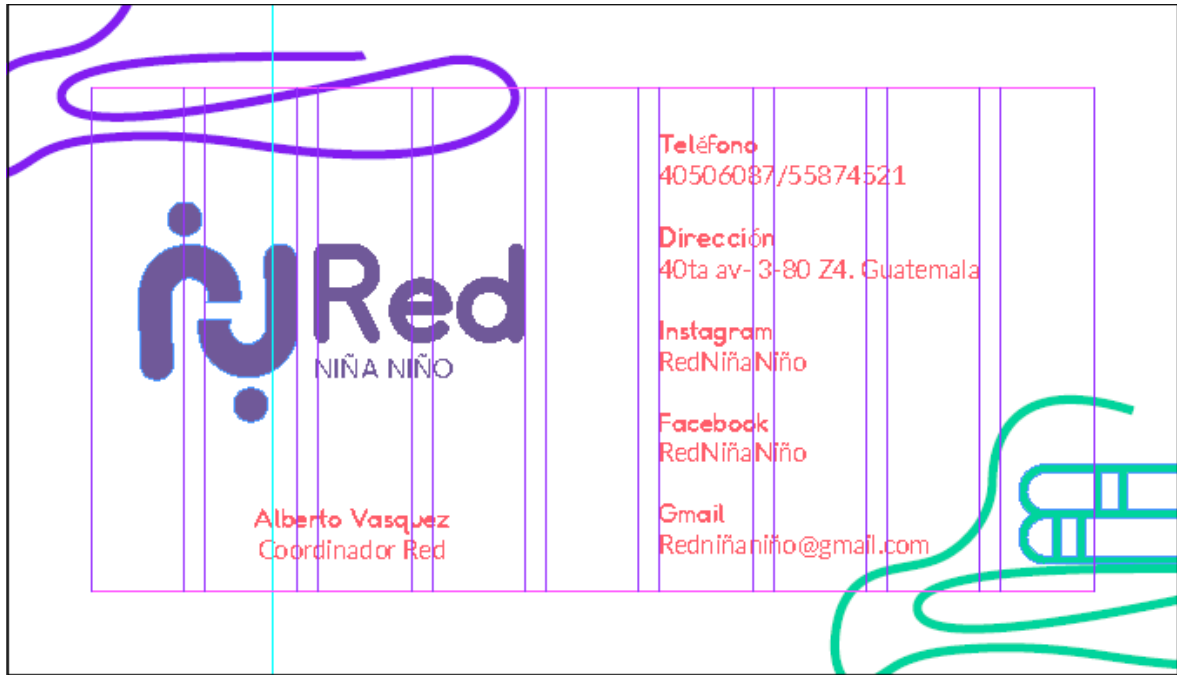 Red
NIÑA NIÑO
Alberto Vasquez
Coordinador Red
Teléfono
40506087/55874521
Dirección
40ta av- 3-80 Z4. Guatemala
Instagram
RedNiñaNiño
Facebook
RedNiñaNiño
Gmail
Redniñaniño@gmail.com